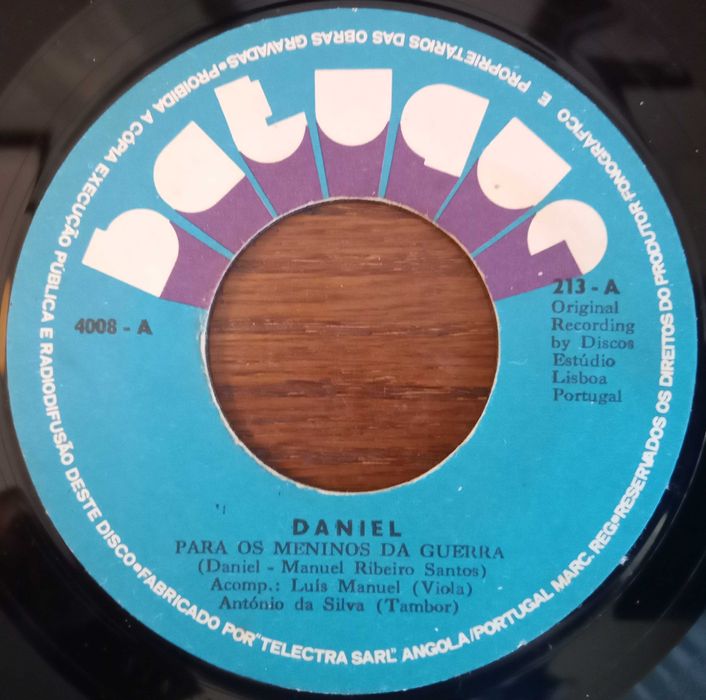 batuque
4008 - A
213 - A
Original
Recording
by Discos
Estúdio
Lisboa
Portugal
DANIEL
PARA OS MENINOS DA GUERRA
(Daniel - Manuel Ribeiro Santos)
Acomp.: Luís Manuel (Viola)
António da Silva (Tambor)
FABRICADO POR "TELECTRA SARL". ANGOLA/PORTUGAL MARC. REG•RESERVADOS OS DIREITOS DO PRODUTOR FONOGRÁFICO E PROPRIETÁRIOS DAS OBRAS GRAVADAS•PROIBIDA A CÓPIA EXECUÇÃO PÚBLICA E RADIODIFUSÃO DESTE DISCO•